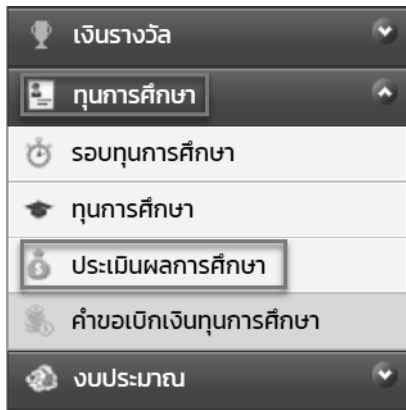 เงินรางวัล
ทุนการศึกษา
รอบทุนการศึกษา
ทุนการศึกษา
ประเมินผลการศึกษา
คำขอเบิกเงินทุนการศึกษา
งบประมาณ